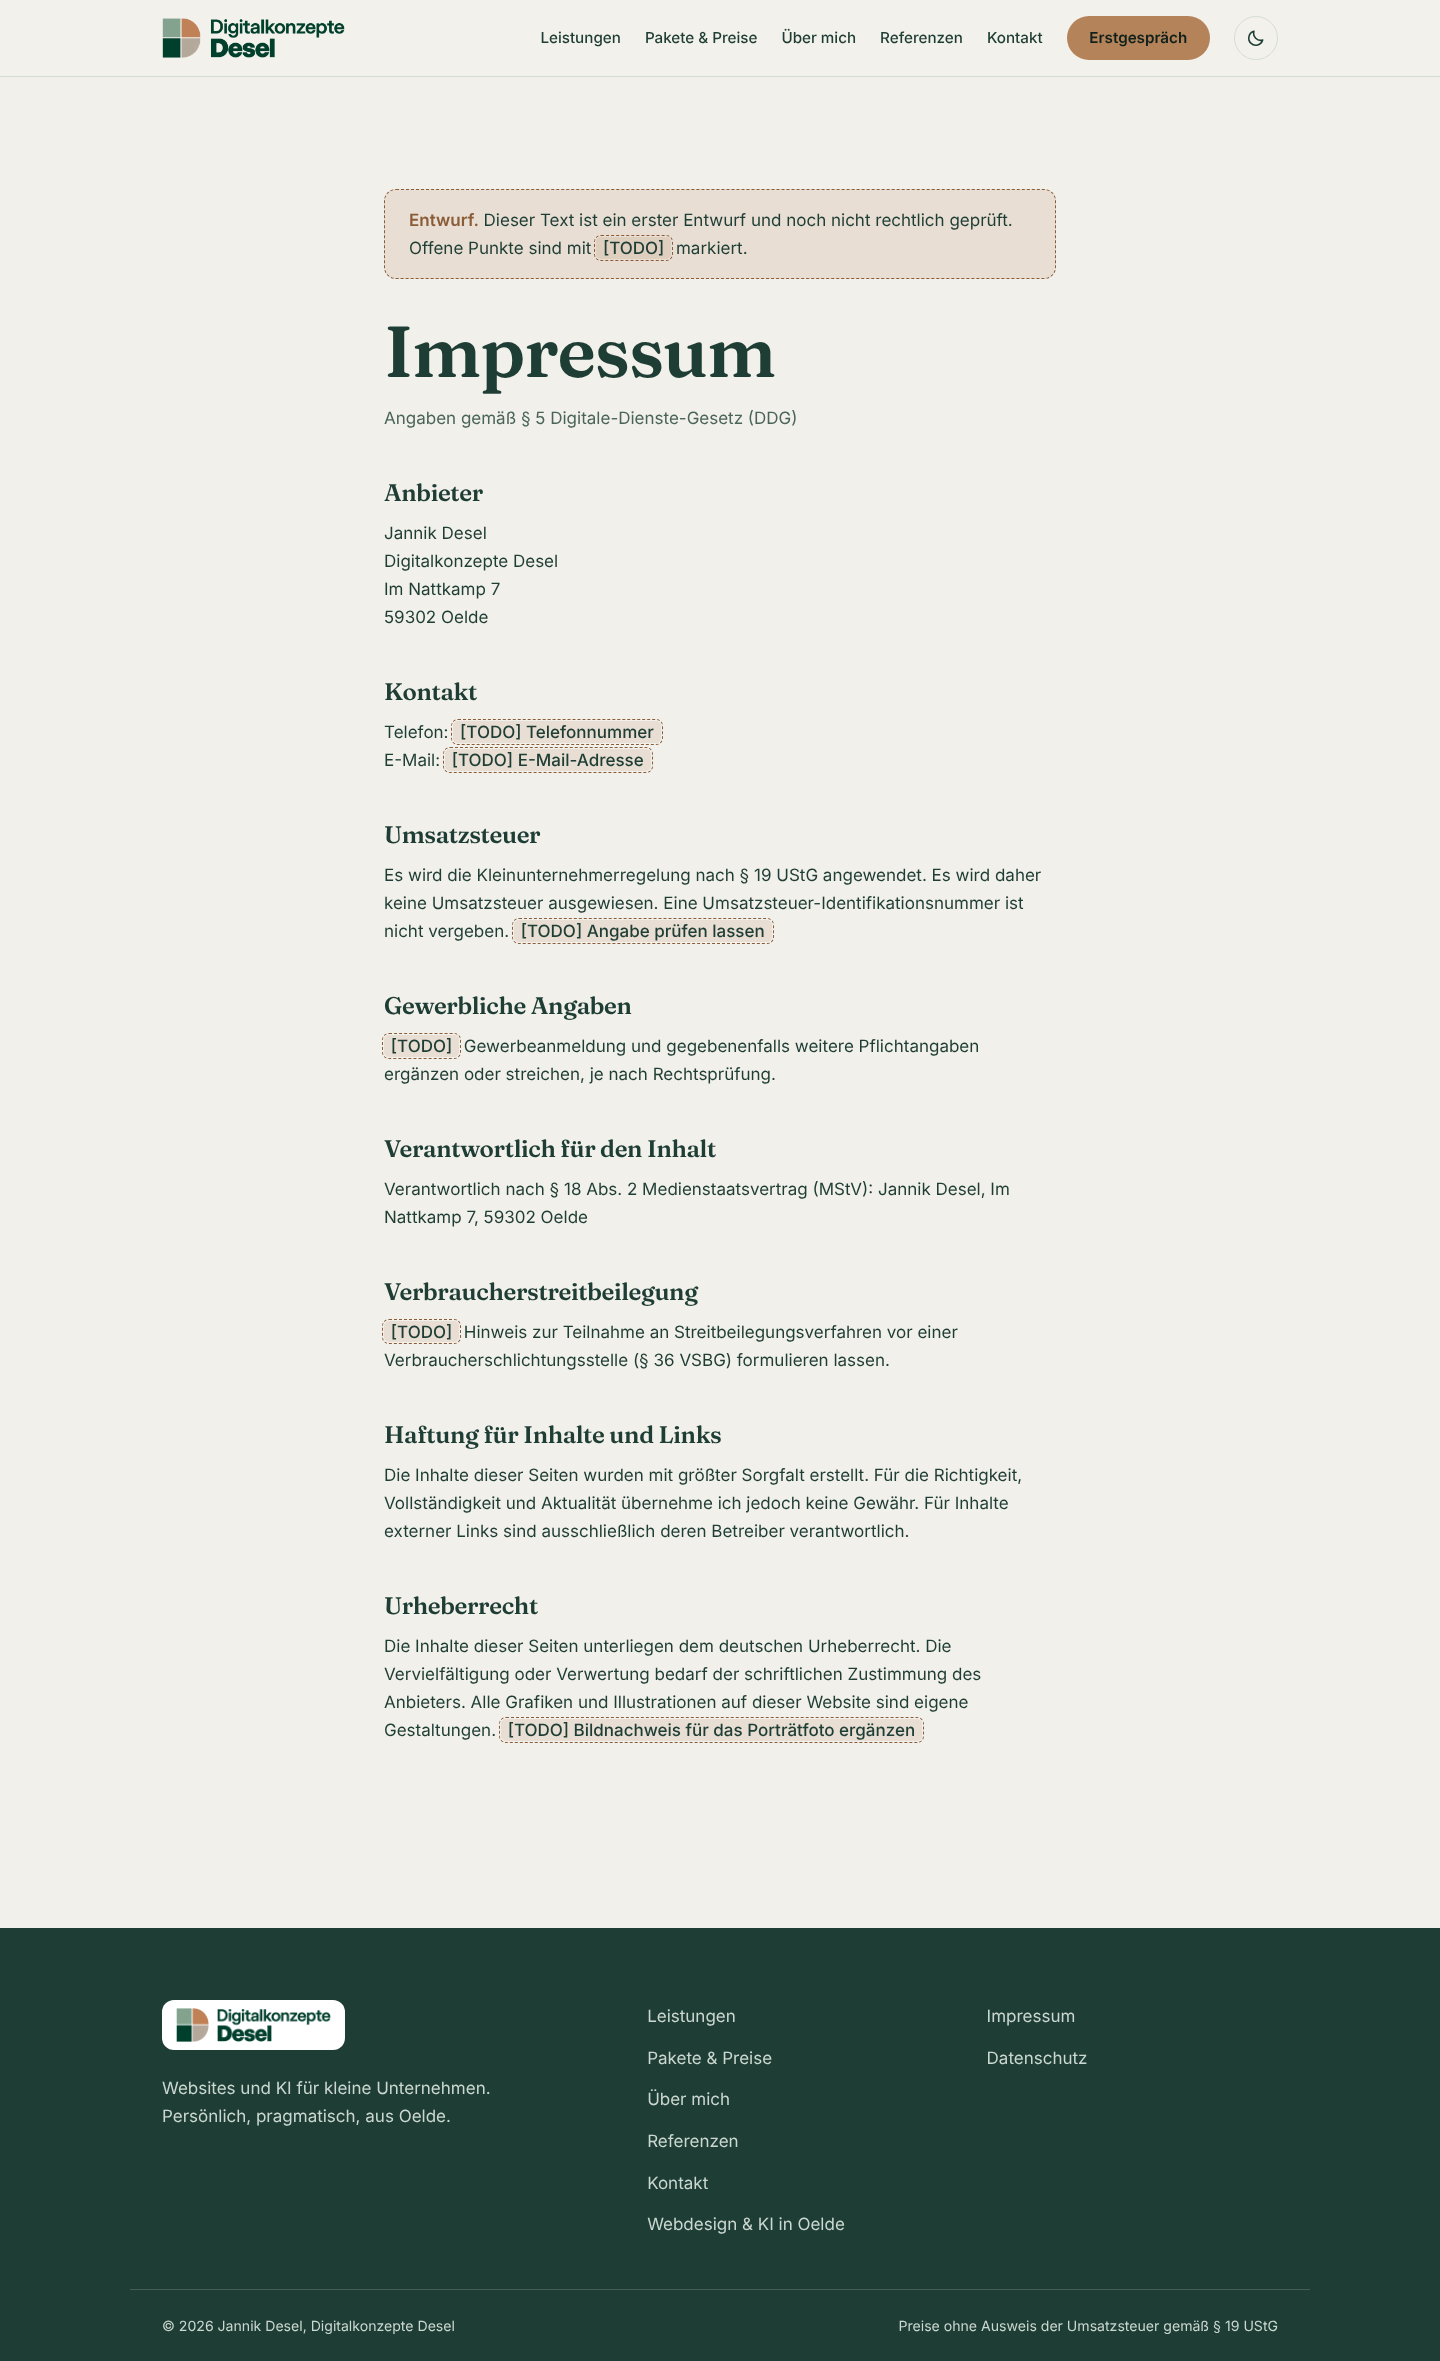 Digitalkonzepte
Desel
Leistungen
Pakete & Preise
Über mich
Referenzen
Kontakt
Erstgespräch
Entwurf. Dieser Text ist ein erster Entwurf und noch nicht rechtlich geprüft.
Offene Punkte sind mit [TODO] markiert.
Impressum
Angaben gemäß § 5 Digitale-Dienste-Gesetz (DDG)
Anbieter
Jannik Desel
Digitalkonzepte Desel
Im Nattkamp 7
59302 Oelde
Kontakt
Telefon: [TODO] Telefonnummer
E-Mail: [TODO] E-Mail-Adresse
Umsatzsteuer
Es wird die Kleinunternehmerregelung nach § 19 UStG angewendet. Es wird daher
keine Umsatzsteuer ausgewiesen. Eine Umsatzsteuer-Identifikationsnummer ist
nicht vergeben. [TODO] Angabe prüfen lassen
Gewerbliche Angaben
[TODO] Gewerbeanmeldung und gegebenenfalls weitere Pflichtangaben
ergänzen oder streichen, je nach Rechtsprüfung.
Verantwortlich für den Inhalt
Verantwortlich nach § 18 Abs. 2 Medienstaatsvertrag (MStV): Jannik Desel, Im
Nattkamp 7, 59302 Oelde
Verbraucherstreitbeilegung
[TODO] Hinweis zur Teilnahme an Streitbeilegungsverfahren vor einer
Verbraucherschlichtungsstelle (§ 36 VSBG) formulieren lassen.
Haftung für Inhalte und Links
Die Inhalte dieser Seiten wurden mit größter Sorgfalt erstellt. Für die Richtigkeit,
Vollständigkeit und Aktualität übernehme ich jedoch keine Gewähr. Für Inhalte
externer Links sind ausschließlich deren Betreiber verantwortlich.
Urheberrecht
Die Inhalte dieser Seiten unterliegen dem deutschen Urheberrecht. Die
Vervielfältigung oder Verwertung bedarf der schriftlichen Zustimmung des
Anbieters. Alle Grafiken und Illustrationen auf dieser Website sind eigene
Gestaltungen. [TODO] Bildnachweis für das Porträtfoto ergänzen
Digitalkonzepte
Desel
Websites und KI für kleine Unternehmen.
Persönlich, pragmatisch, aus Oelde.
Leistungen
Pakete & Preise
Über mich
Referenzen
Kontakt
Webdesign & KI in Oelde
Impressum
Datenschutz
© 2026 Jannik Desel, Digitalkonzepte Desel
Preise ohne Ausweis der Umsatzsteuer gemäß § 19 UStG